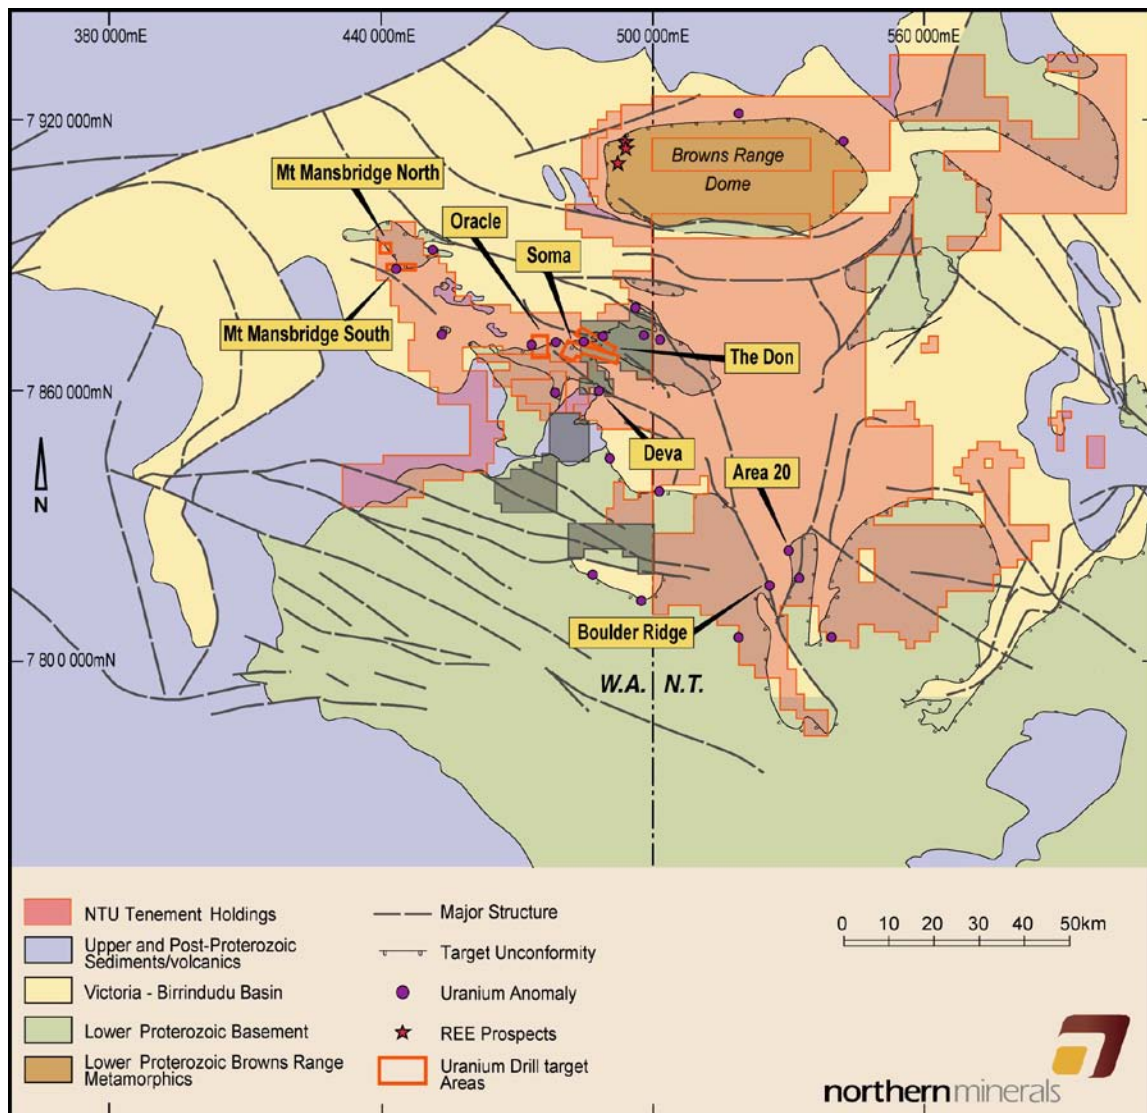 380 000mE
440 000mE
500 000mE
560 000mE
7 920 000mN
Browns Range
Dome
Mt Mansbridge North
Oracle
Soma
Mt Mansbridge South
The Don
7 860 000mN
Deva
Area 20
N
Boulder Ridge
7 800 000mN
W.A. N.T.
NTU Tenement Holdings
Upper and Post-Proterozoic
Sediments/volcanics
Victoria - Birrindudu Basin
Lower Proterozoic Basement
Lower Proterozoic Browns Range
Metamorphics
Major Structure
Target Unconformity
Uranium Anomaly
REE Prospects
Uranium Drill target
Areas
0 10 20 30 40 50km
northernminerals